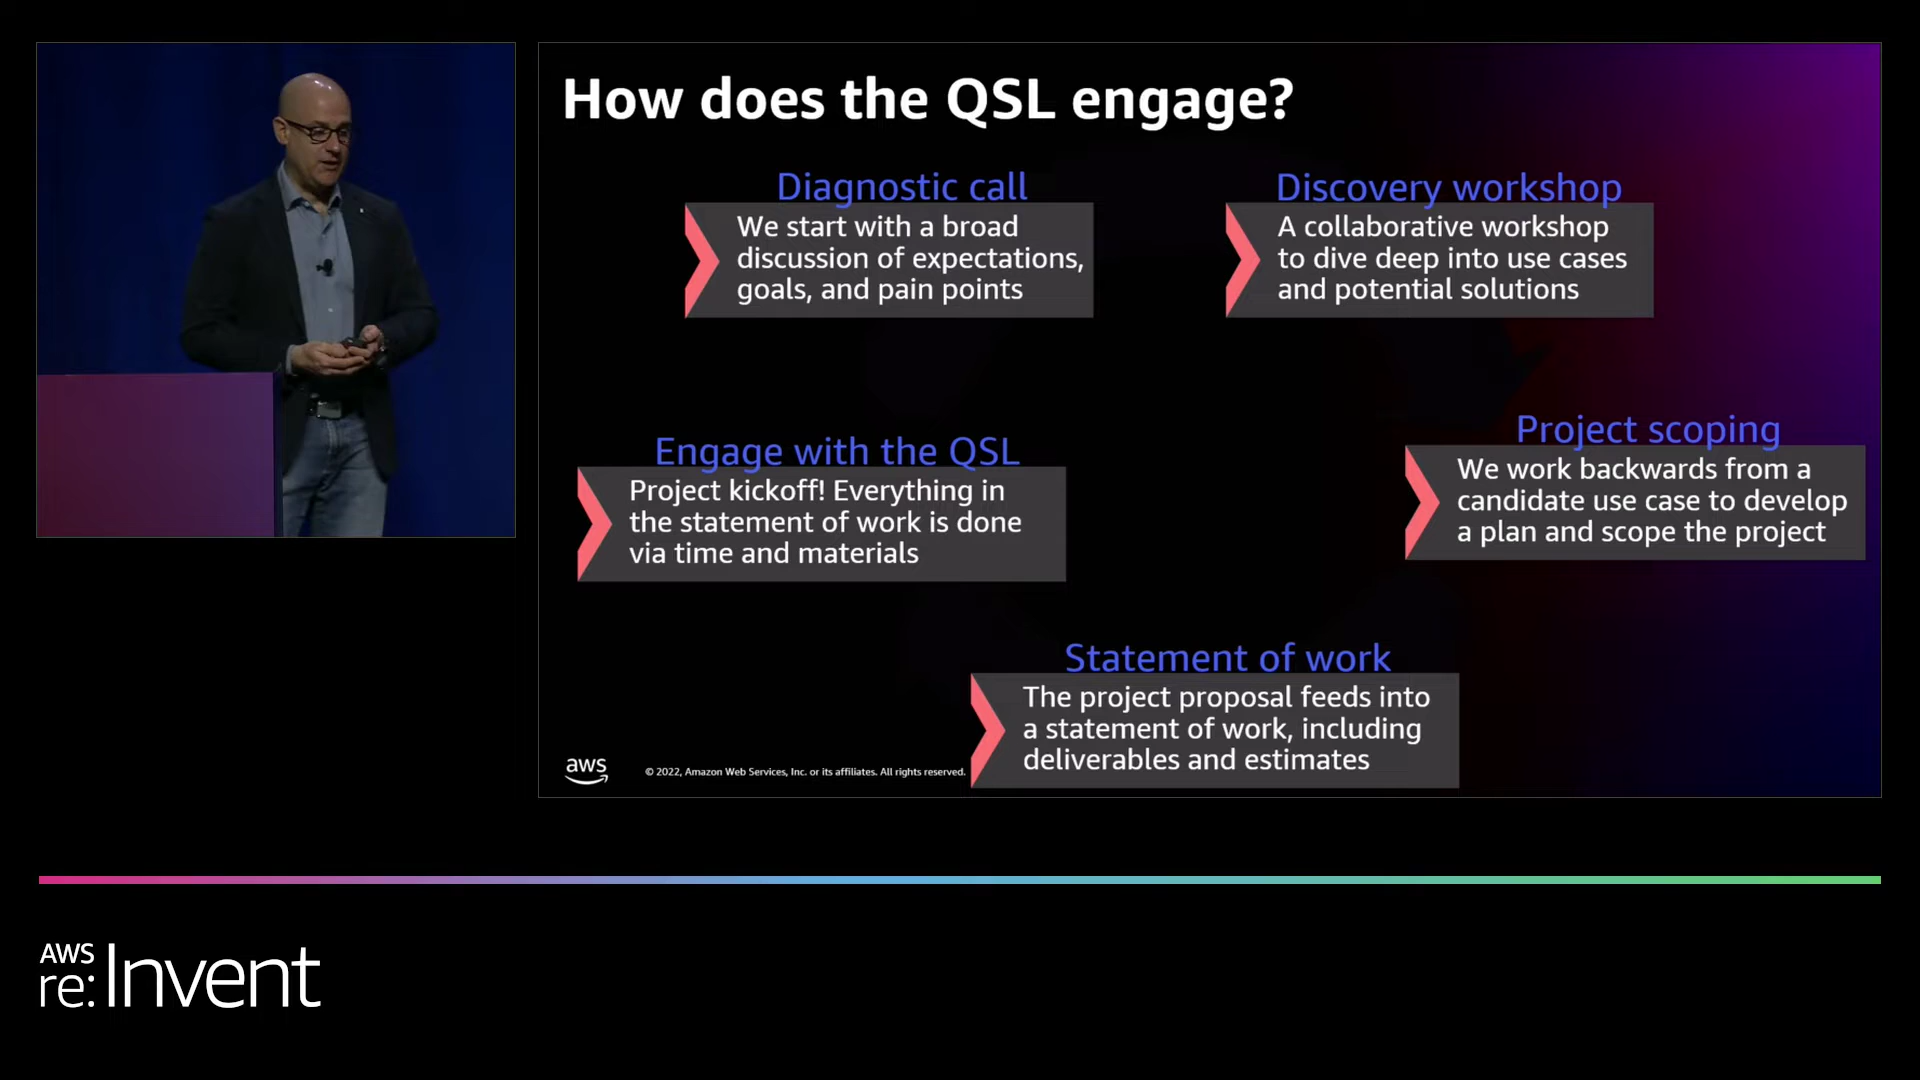 How does the QSL engage?
Diagnostic call
We start with a broad
discussion of expectations,
goals, and pain points
Discovery workshop
A collaborative workshop
to dive deep into use cases
and potential solutions
Project scoping
We work backwards from a
candidate use case to develop
a plan and scope the project
Statement of work
The project proposal feeds into
a statement of work, including
deliverables and estimates
Engage with the QSL
Project kickoff! Everything in
the statement of work is done
via time and materials
aws
© 2022, Amazon Web Services, Inc. or its affiliates. All rights reserved.
AWS
re:Invent